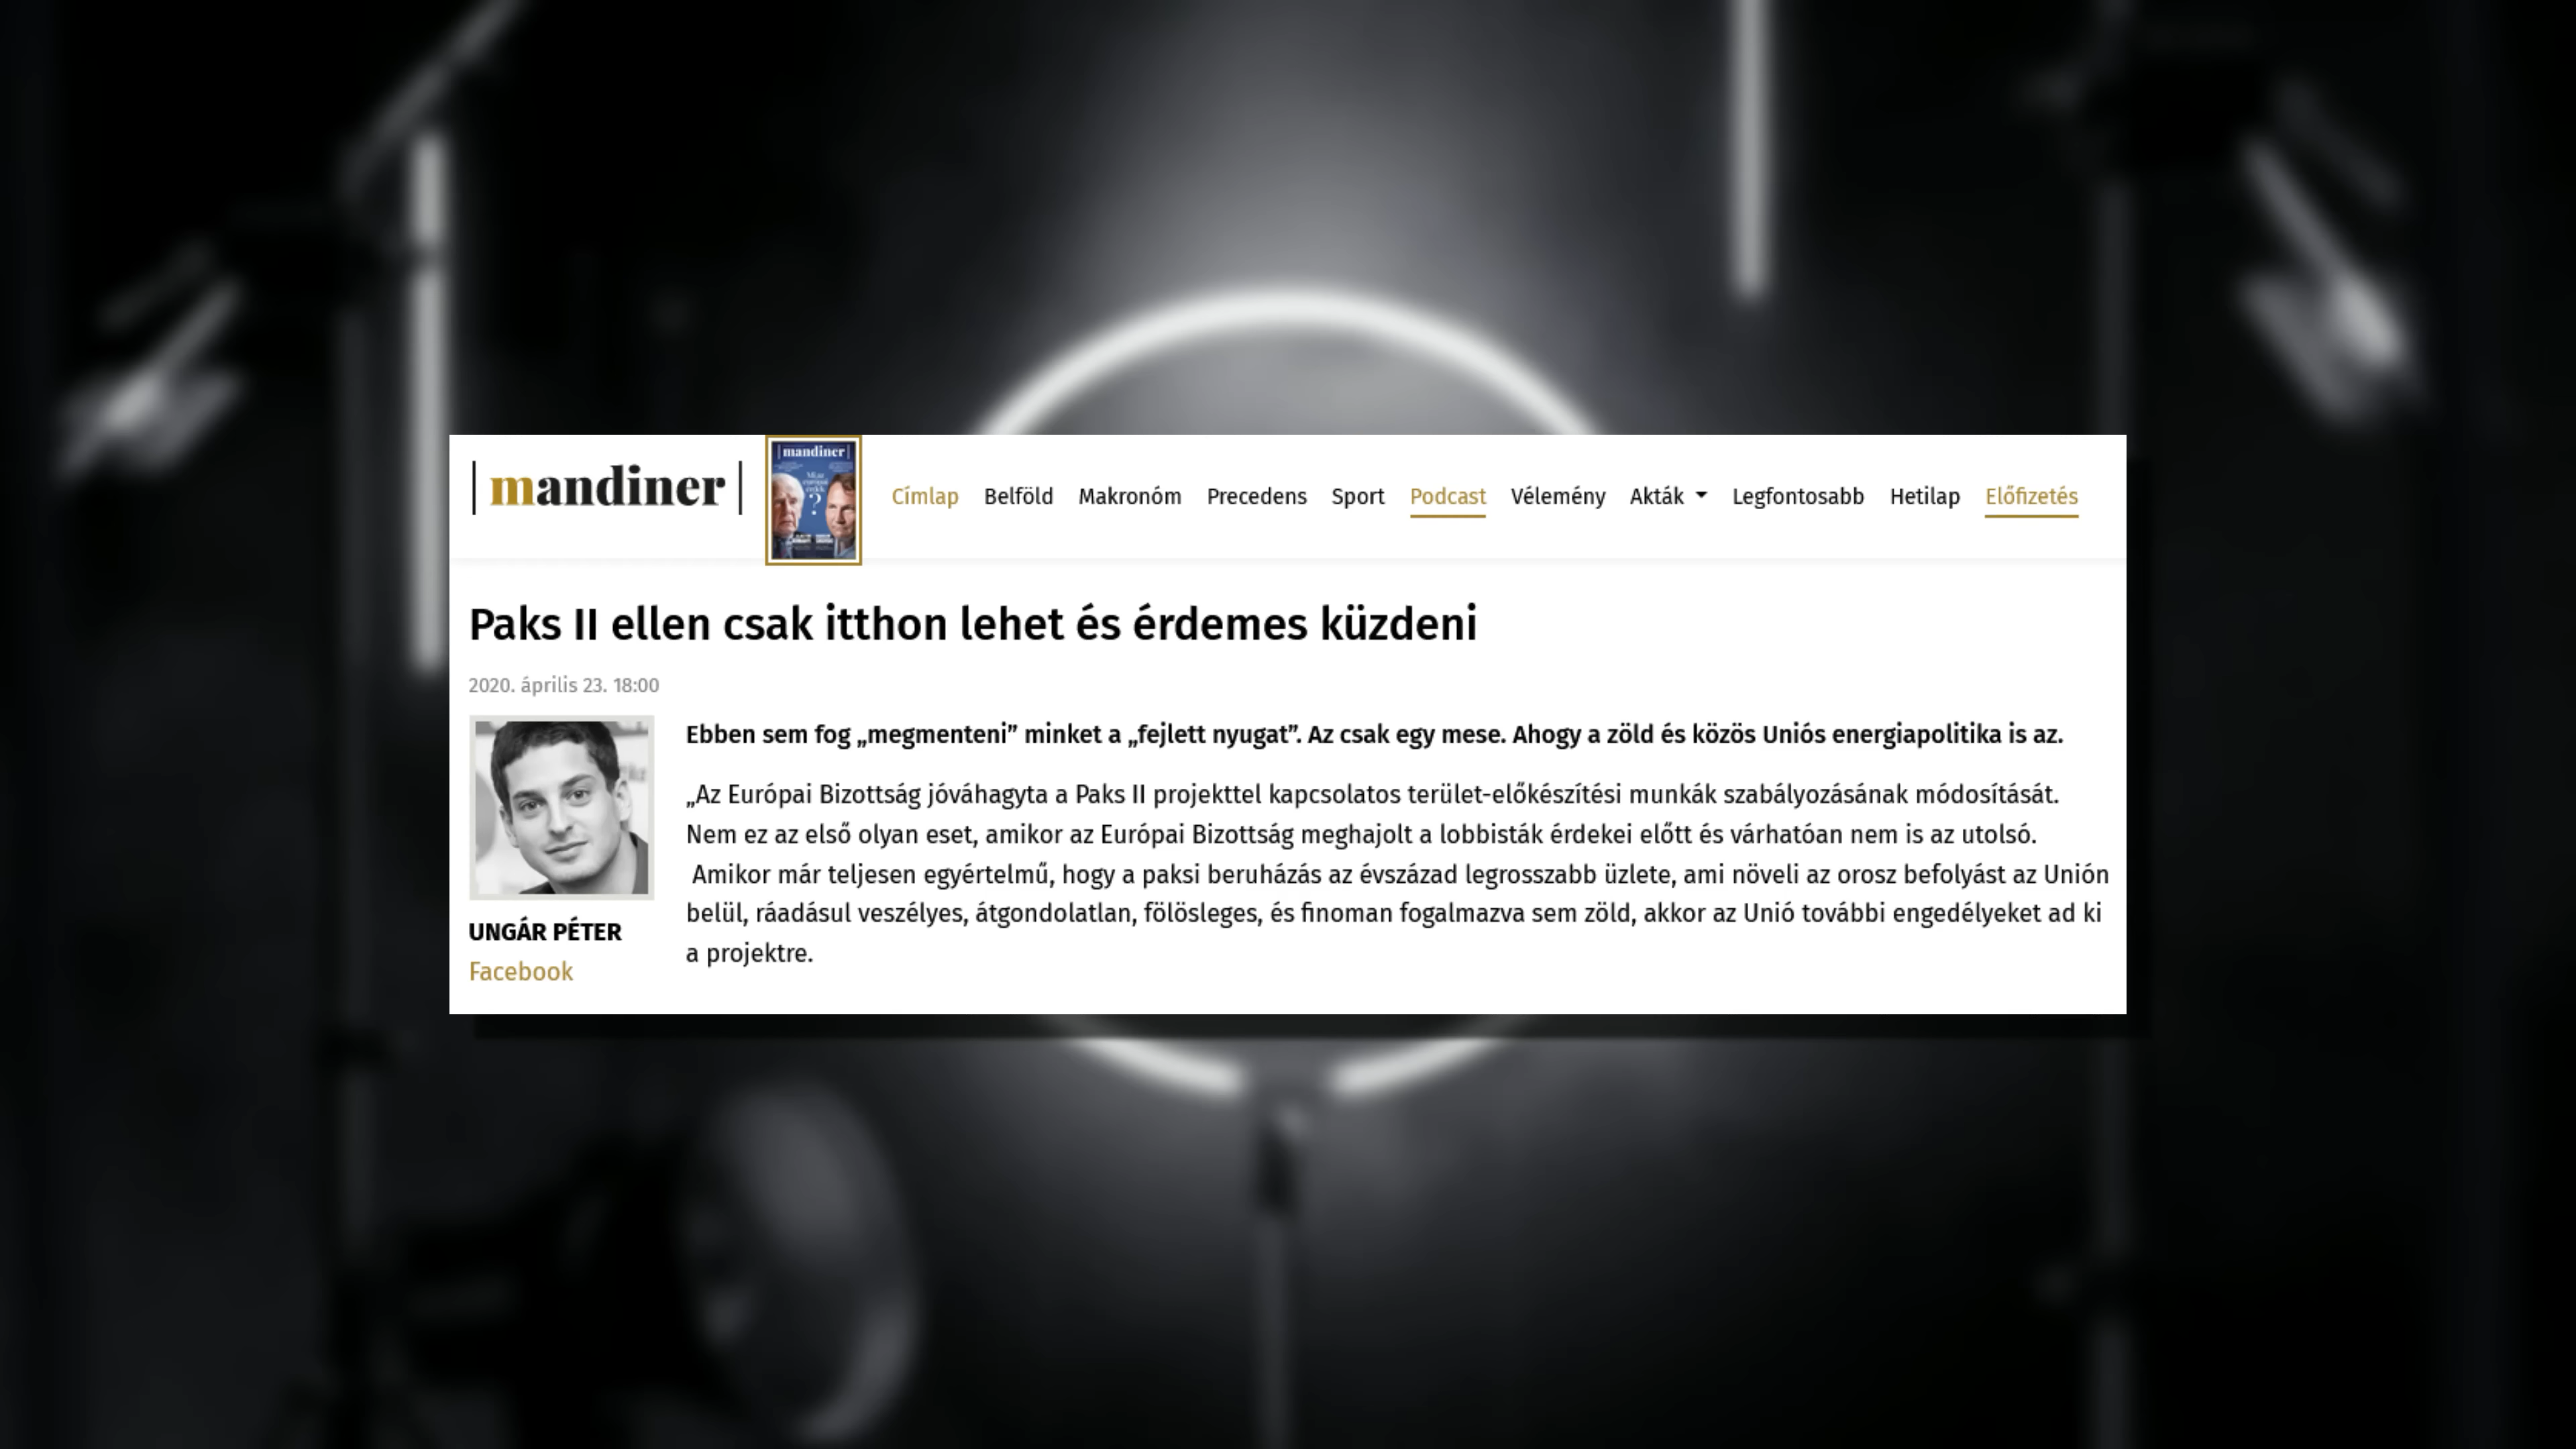 mandiner
mandiner
?
Címlap Belföld Makronóm Precedens Sport Podcast Vélemény Akták Legfontosabb Hetilap Előfizetés
Paks II ellen csak itthon lehet és érdemes küzdeni
2020. április 23. 18:00
Ebben sem fog „megmenteni” minket a „fejlett nyugat”. Az csak egy mese. Ahogy a zöld és közös Uniós energiapolitika is az.
„Az Európai Bizottság jóváhagyta a Paks II projekttel kapcsolatos terület-előkészítési munkák szabályozásának módosítását.
Nem ez az első olyan eset, amikor az Európai Bizottság meghajolt a lobbisták érdekei előtt és várhatóan nem is az utolsó.
Amikor már teljesen egyértelmű, hogy a paksi beruházás az évszázad legrosszabb üzlete, ami növeli az orosz befolyást az Unión
belül, ráadásul veszélyes, átgondolatlan, fölösleges, és finoman fogalmazva sem zöld, akkor az Unió további engedélyeket ad ki
a projektre.
UNGÁR PÉTER
Facebook